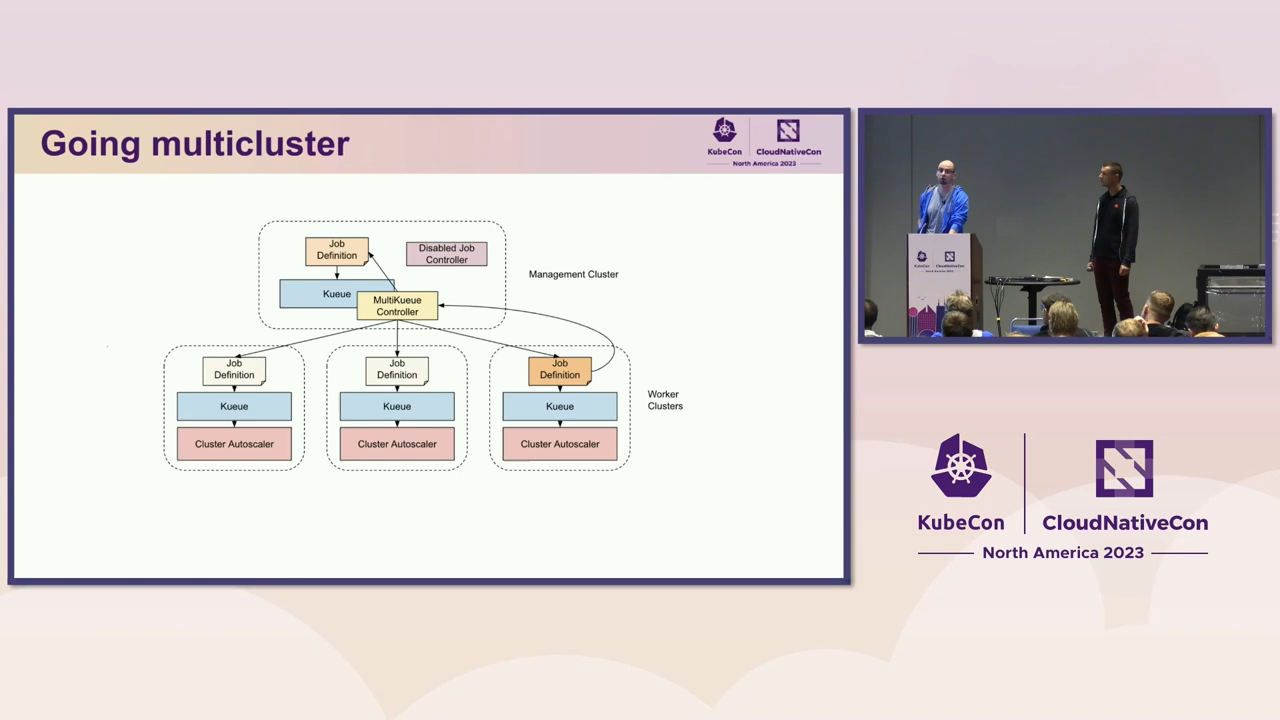 Going multicluster
KubeCon
CloudNativeCon
North America 2023
Job
Definition
Disabled Job
Controller
Kueue
MultiKueue
Controller
Management Cluster
Job
Definition
Job
Definition
Job
Definition
Kueue
Kueue
Kueue
Cluster Autoscaler
Cluster Autoscaler
Cluster Autoscaler
Worker
Clusters
KubeCon
CloudNativeCon
North America 2023